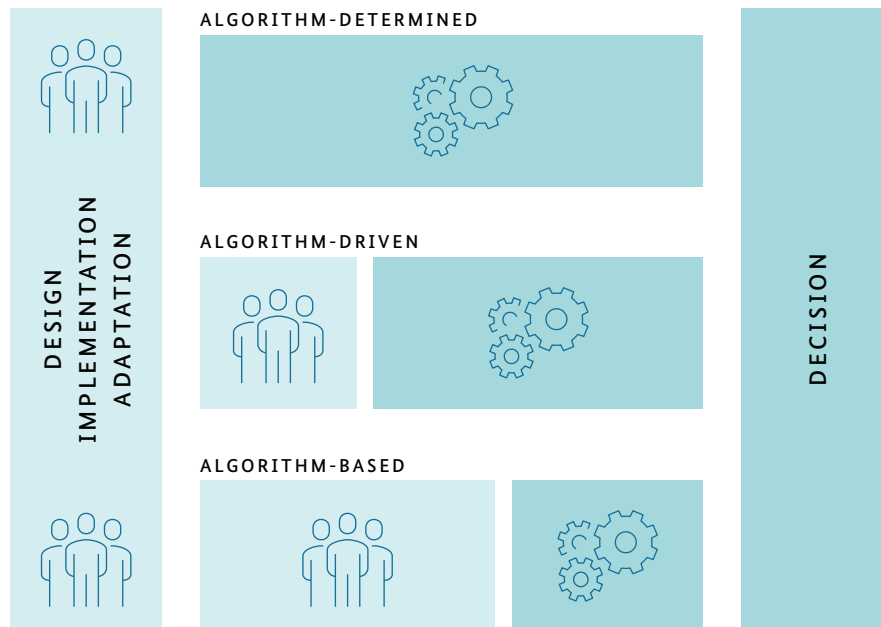 DESIGN
IMPLEMENTATION
ADAPTATION
ALGORITHM-DETERMINED
ALGORITHM-DRIVEN
ALGORITHM-BASED
DECISION